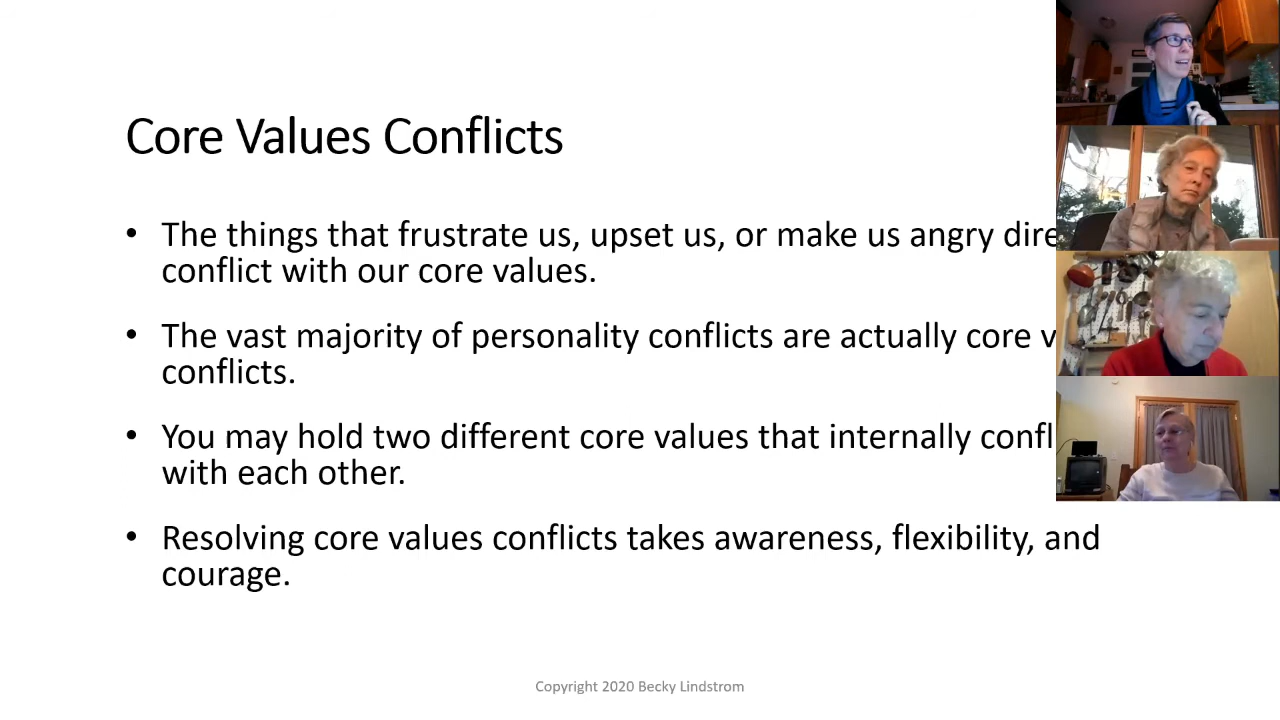 Core Values Conflicts
• The things that frustrate us, upset us, or make us angry
conflict with our core values.
• The vast majority of personality conflicts are actually core
conflicts.
• You may hold two different core values that internally
with each other.
• Resolving core values conflicts takes awareness, flexibility, and
courage.
Copyright 2020 Becky Lindstrom